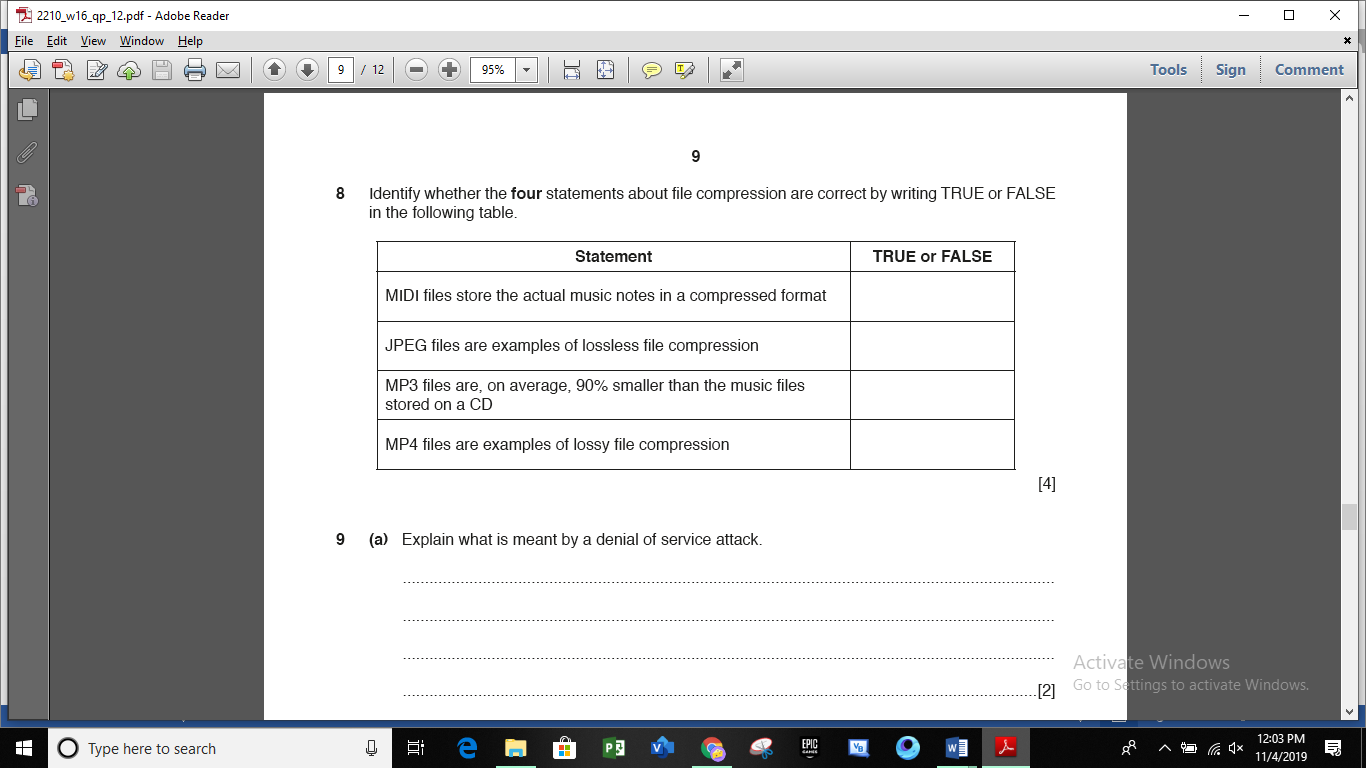 2210_w16_qp_12.pdf - Adobe Reader
File Edit View Window Help
9 / 12 95% Tools Sign Comment
9
8 Identify whether the four statements about file compression are correct by writing TRUE or FALSE
in the following table.
Statement TRUE or FALSE
MIDI files store the actual music notes in a compressed format
JPEG files are examples of lossless file compression
MP3 files are, on average, 90% smaller than the music files
stored on a CD
MP4 files are examples of lossy file compression
[4]
9 (a) Explain what is meant by a denial of service attack.
[2]
Activate Windows
Go to Settings to activate Windows.
Type here to search
12:03 PM
11/4/2019